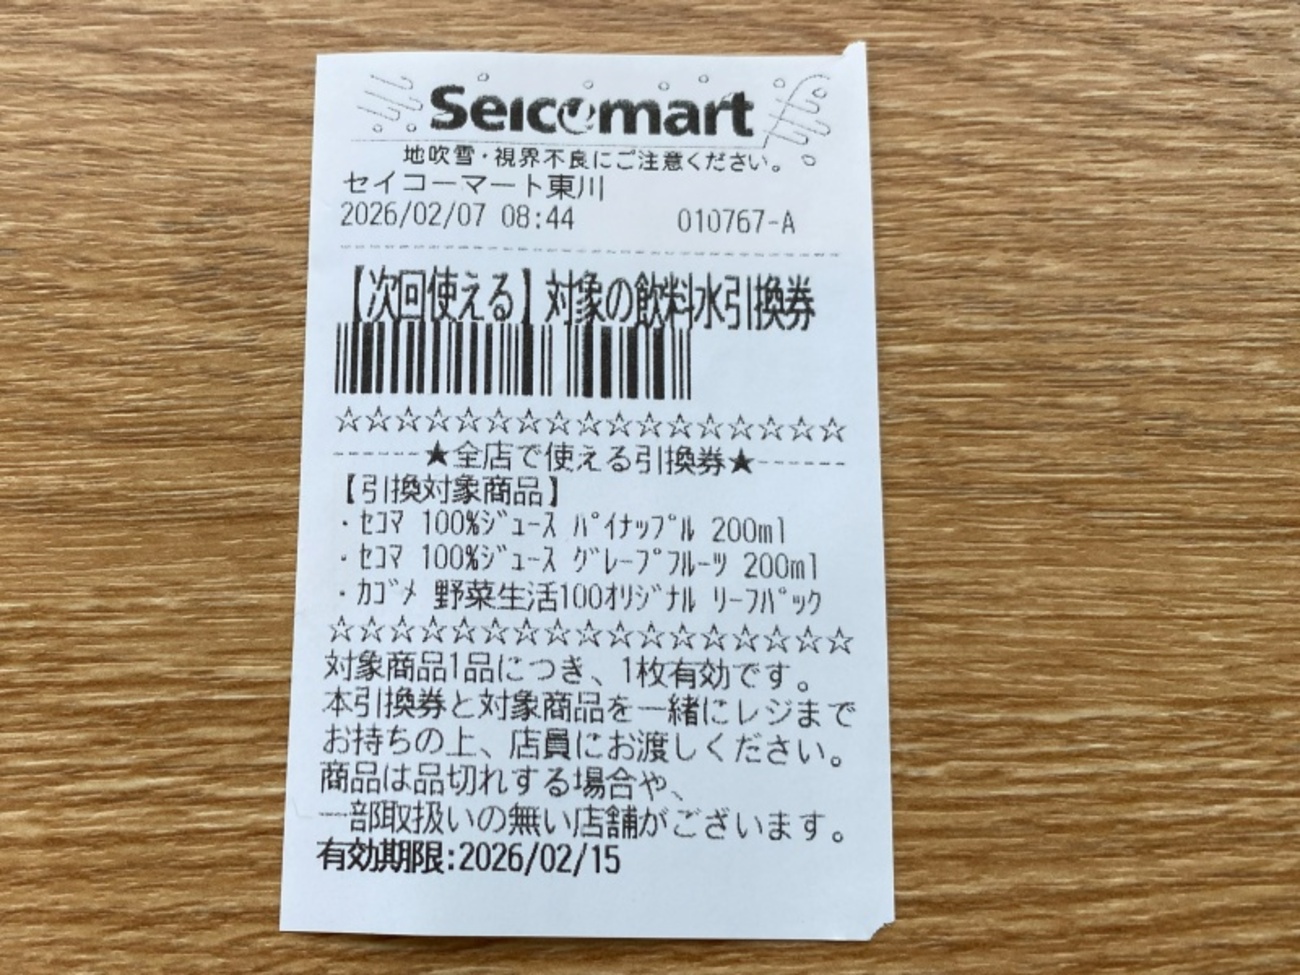 Seicomart
地吹雪・視界不良にご注意ください。
セイコーマート東川
2026/02/07 08:44 010767-A
【次回使える】対象の飲料水引換券
☆☆☆☆☆☆☆☆☆☆☆☆☆☆☆☆☆
------★全店で使える引換券★------
【引換対象商品】
・セコマ 100%ジュース パイナップル 200ml
・セコマ 100%ジュース グレープフルーツ 200ml
・カゴメ 野菜生活100オリジナル リーフパック
☆☆☆☆☆☆☆☆☆☆☆☆☆☆☆☆☆☆
対象商品1品につき、1枚有効です。
本引換券と対象商品を一緒にレジまで
お持ちの上、店員にお渡しください。
商品は品切れする場合や、
一部取扱いの無い店舗がございます。
有効期限:2026/02/15